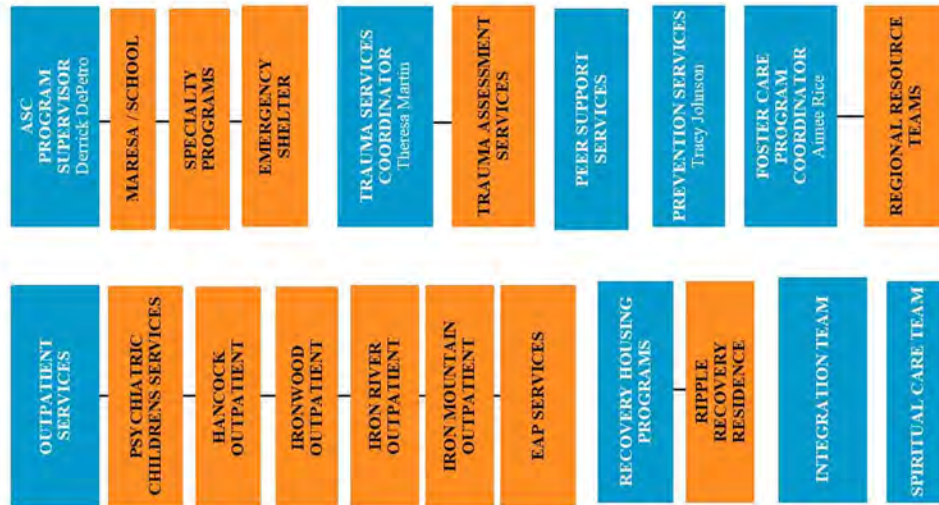 ASC
PROGRAM
SUPERVISOR
Derrick DePetro
MARESA / SCHOOL
SPECIALTY
PROGRAMS
EMERGENCY
SHELTER
TRAUMA SERVICES
COORDINATOR
Theresa Martin
TRAUMA ASSESSMENT
SERVICES
PEER SUPPORT
SERVICES
PREVENTION SERVICES
Tracy Johnson
FOSTER CARE
PROGRAM
COORDINATOR
Aimee Rice
REGIONAL RESOURCE
TEAMS
OUTPATIENT
SERVICES
PSYCHIATRIC
CHILDRENS SERVICES
HANCOCK
OUTPATIENT
IRONWOOD
OUTPATIENT
IRON RIVER
OUTPATIENT
IRON MOUNTAIN
OUTPATIENT
EAP SERVICES
RECOVERY HOUSING
PROGRAMS
RIPPLE
RECOVERY
RESIDENCE
INTEGRATION TEAM
SPIRITUAL CARE TEAM